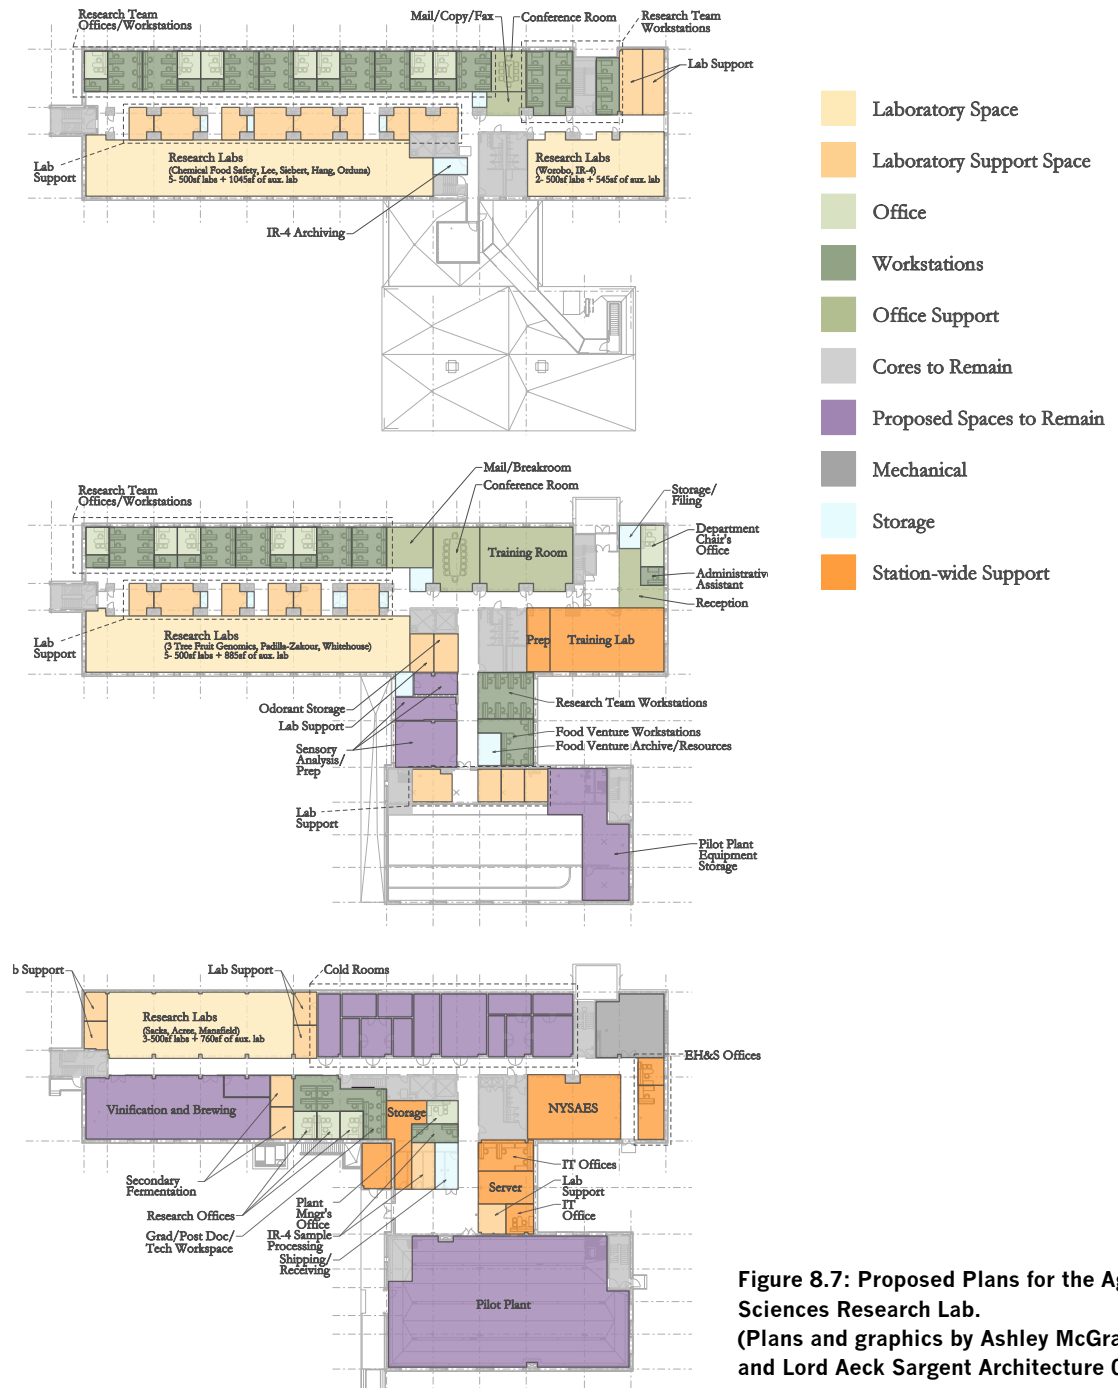 Research Team
Offices/Workstations
Mail/Copy/Fax
Conference Room
Research Team
Workstations
Lab Support
Lab
Support
Research Labs
(Chemical Food Safety, Lee, Siebert, Hang, Orduna)
5- 500sf labs + 1045sf of aux. lab
Research Labs
(Worobo, IR-4)
2- 500sf labs + 545sf of aux. lab
IR-4 Archiving
Laboratory Space
Laboratory Support Space
Office
Workstations
Office Support
Cores to Remain
Proposed Spaces to Remain
Mechanical
Storage
Station-wide Support
Research Team
Offices/Workstations
Mail/Breakroom
Conference Room
Training Room
Storage/
Filing
Department
Chair's
Office
Administrativ
Assistant
Reception
Lab
Support
Research Labs
(3 Tree Fruit Genomics, Padilla-Zakour, Whitehouse)
5- 500sf labs + 885sf of aux. lab
Prep
Training Lab
Odorant Storage
Lab Support
Sensory
Analysis/
Prep
Research Team Workstations
Food Venture Workstations
Food Venture Archive/Resources
Lab
Support
Pilot Plant
Equipment
Storage
b Support
Lab Support
Cold Rooms
Research Labs
(Sacks, Acree, Mansfield)
3-500sf labs + 760sf of aux. lab
EH&S Offices
Vinification and Brewing
Storage
NYSAES
Secondary
Fermentation
Research Offices
Grad/Post Doc/
Tech Workspace
Plant
Mngr's
Office
IR-4 Sample
Processing
Shipping/
Receiving
IT Offices
Server
Lab
Support
IT
Office
Pilot Plant
Figure 8.7: Proposed Plans for the Ag
Sciences Research Lab.
(Plans and graphics by Ashley McGra
and Lord Aeck Sargent Architecture